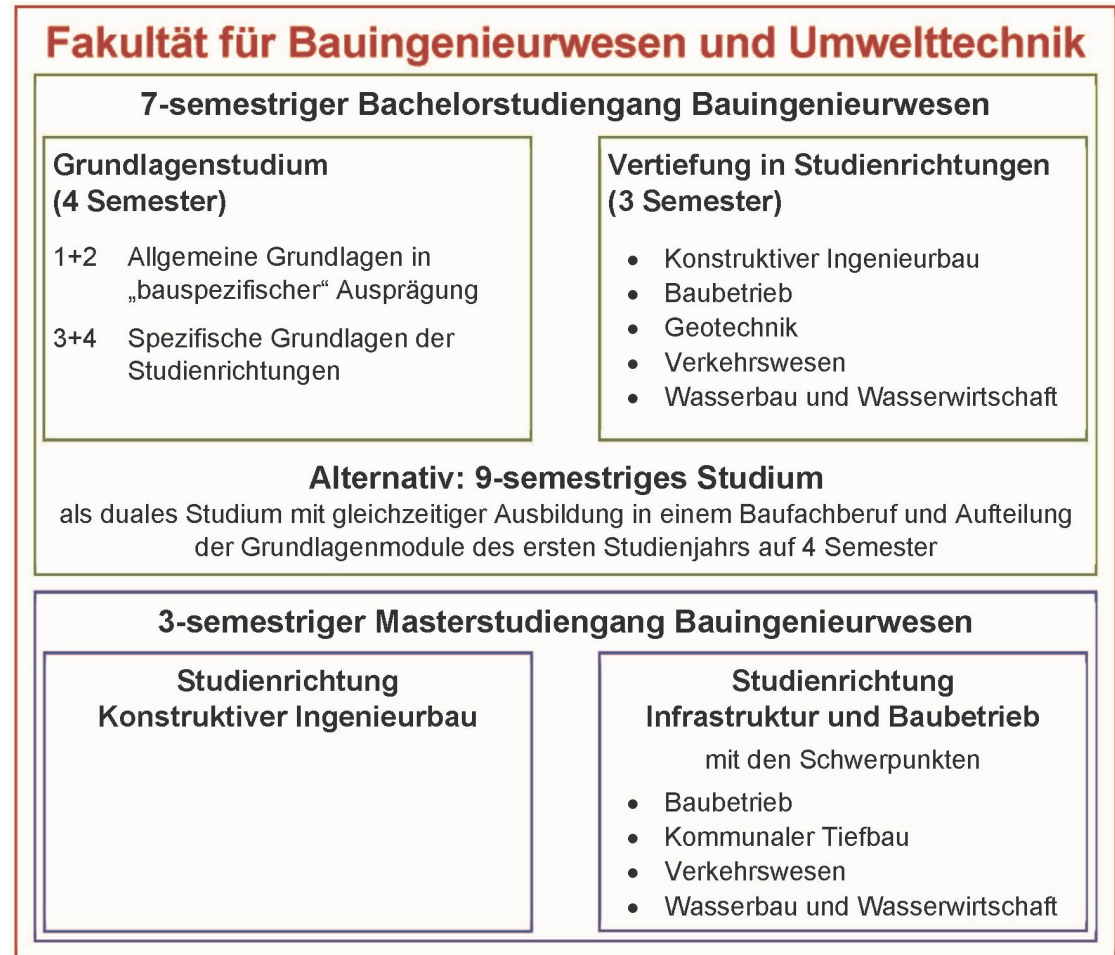 Fakultät für Bauingenieurwesen und Umwelttechnik
7-semestriger Bachelorstudiengang Bauingenieurwesen
Grundlagenstudium
(4 Semester)
1+2 Allgemeine Grundlagen in
„bauspezifischer“ Ausprägung
3+4 Spezifische Grundlagen der
Studienrichtungen
Vertiefung in Studienrichtungen
(3 Semester)
• Konstruktiver Ingenieurbau
• Baubetrieb
• Geotechnik
• Verkehrswesen
• Wasserbau und Wasserwirtschaft
Alternativ: 9-semestriges Studium
als duales Studium mit gleichzeitiger Ausbildung in einem Baufachberuf und Aufteilung
der Grundlagenmodule des ersten Studienjahrs auf 4 Semester
3-semestriger Masterstudiengang Bauingenieurwesen
Studienrichtung
Konstruktiver Ingenieurbau
Studienrichtung
Infrastruktur und Baubetrieb
mit den Schwerpunkten
• Baubetrieb
• Kommunaler Tiefbau
• Verkehrswesen
• Wasserbau und Wasserwirtschaft